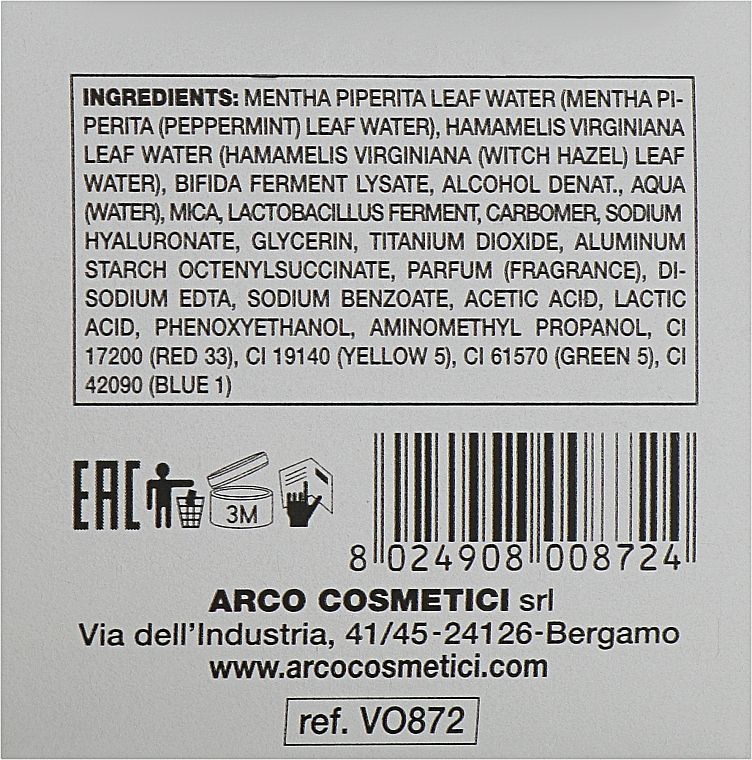 INGREDIENTS: MENTHA PIPERITA LEAF WATER (MENTHA PI-
PERITA (PEPPERMINT) LEAF WATER), HAMAMELIS VIRGINIANA
LEAF WATER (HAMAMELIS VIRGINIANA (WITCH HAZEL) LEAF
WATER), BIFIDA FERMENT LYSATE, ALCOHOL DENAT., AQUA
(WATER), MICA, LACTOBACILLUS FERMENT, CARBOMER, SODIUM
HYALURONATE, GLYCERIN, TITANIUM DIOXIDE, ALUMINUM
STARCH OCTENYLSUCCINATE, PARFUM (FRAGRANCE), DI-
SODIUM EDTA, SODIUM BENZOATE, ACETIC ACID, LACTIC
ACID, PHENOXYETHANOL, AMINOMETHYL PROPANOL, CI
17200 (RED 33), CI 19140 (YELLOW 5), CI 61570 (GREEN 5), CI
42090 (BLUE 1)
EAC
3M
8 024908 008724
ARCO COSMETICI srl
Via dell'Industria, 41/45-24126-Bergamo
www.arcocosmetici.com
ref. VO872